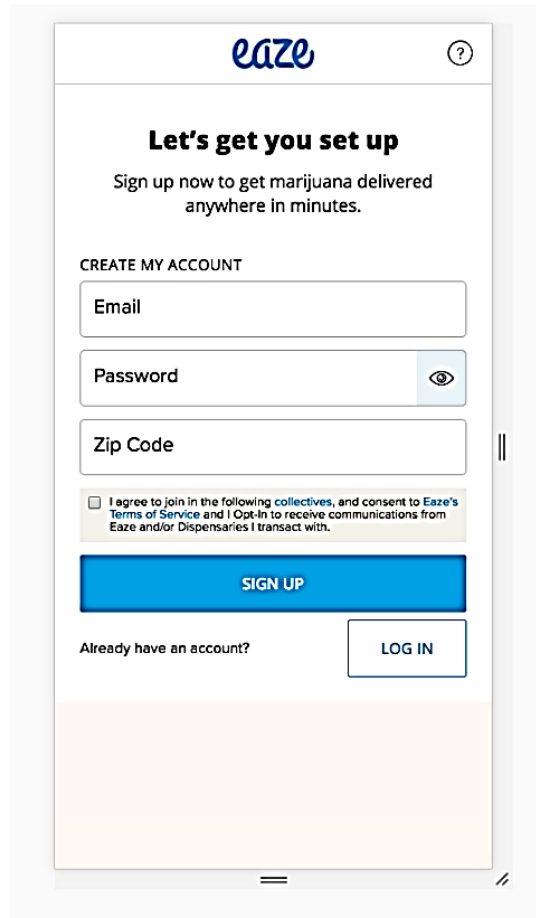 eaze
?
Let's get you set up
Sign up now to get marijuana delivered
anywhere in minutes.
CREATE MY ACCOUNT
Email
Password
Zip Code
I agree to join in the following collectives, and consent to Eaze's
Terms of Service and I Opt-In to receive communications from
Eaze and/or Dispensaries I transact with.
SIGN UP
Already have an account?
LOG IN